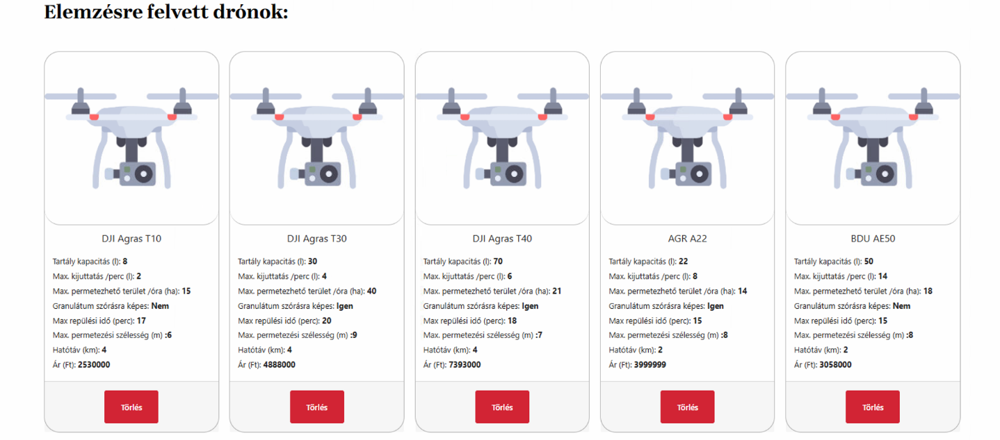 Elemzésre felvett drónok:
DJI Agras T10
Tartály kapacitás (l): 8
Max. kijuttatás /perc (l): 2
Max. permetezhető terület /óra (ha): 15
Granulátum szórásra képes: Nem
Max repülési idő (perc): 17
Max. permetezési szélesség (m) :6
Hatótáv (km): 4
Ár (Ft): 2530000
Törlés
DJI Agras T30
Tartály kapacitás (l): 30
Max. kijuttatás /perc (l): 4
Max. permetezhető terület /óra (ha): 40
Granulátum szórásra képes: Igen
Max repülési idő (perc): 20
Max. permetezési szélesség (m) :9
Hatótáv (km): 4
Ár (Ft): 4888000
Törlés
DJI Agras T40
Tartály kapacitás (l): 70
Max. kijuttatás /perc (l): 6
Max. permetezhető terület /óra (ha): 21
Granulátum szórásra képes: Igen
Max repülési idő (perc): 18
Max. permetezési szélesség (m) :7
Hatótáv (km): 4
Ár (Ft): 7393000
Törlés
AGR A22
Tartály kapacitás (l): 22
Max. kijuttatás /perc (l): 8
Max. permetezhető terület /óra (ha): 14
Granulátum szórásra képes: Igen
Max repülési idő (perc): 15
Max. permetezési szélesség (m) :8
Hatótáv (km): 2
Ár (Ft): 3999999
Törlés
BDU AE50
Tartály kapacitás (l): 50
Max. kijuttatás /perc (l): 14
Max. permetezhető terület /óra (ha): 18
Granulátum szórásra képes: Nem
Max repülési idő (perc): 15
Max. permetezési szélesség (m) :8
Hatótáv (km): 2
Ár (Ft): 3058000
Törlés